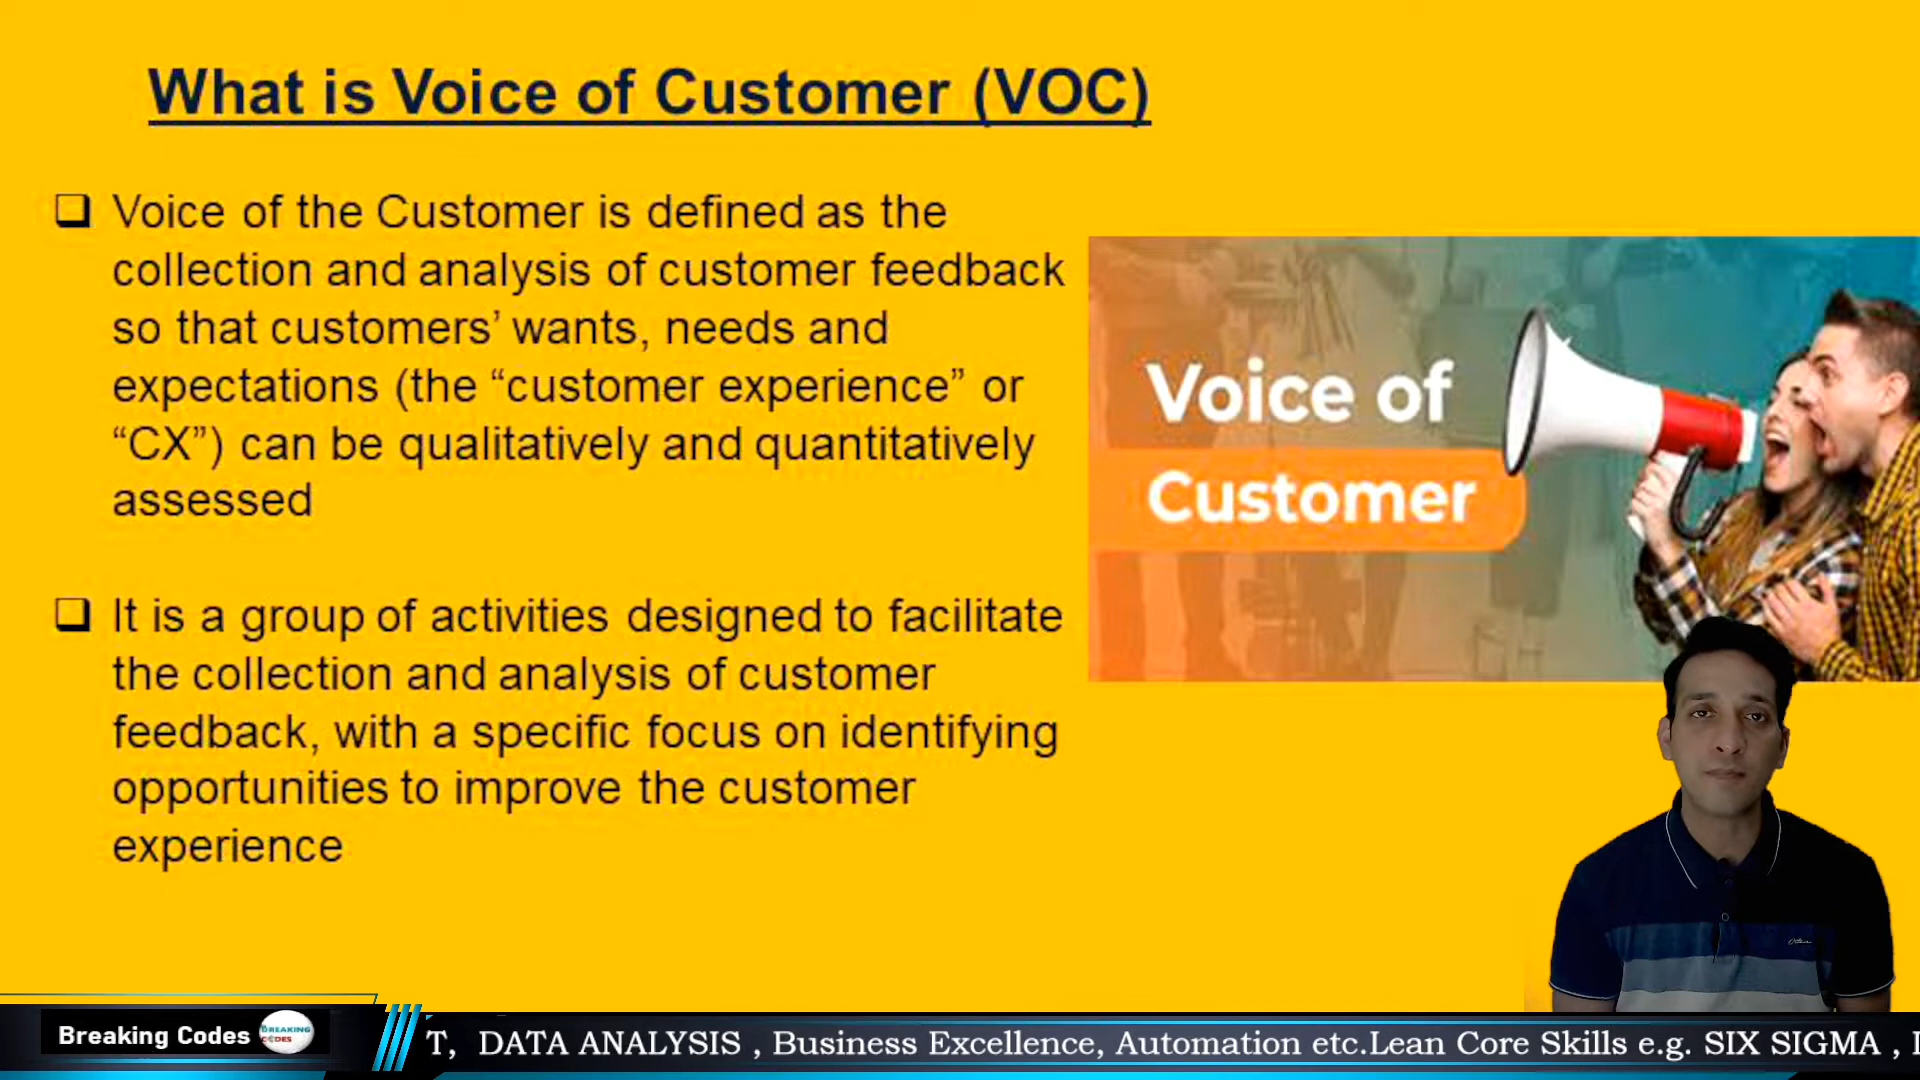 What is Voice of Customer (VOC)
Voice of the Customer is defined as the
collection and analysis of customer feedback
so that customers’ wants, needs and
expectations (the “customer experience” or
“CX”) can be qualitatively and quantitatively
assessed
It is a group of activities designed to facilitate
the collection and analysis of customer
feedback, with a specific focus on identifying
opportunities to improve the customer
experience
Voice of
Customer
Breaking Codes
BREAKING
CODES
T, DATA ANALYSIS , Business Excellence, Automation etc.Lean Core Skills e.g. SIX SIGMA ,